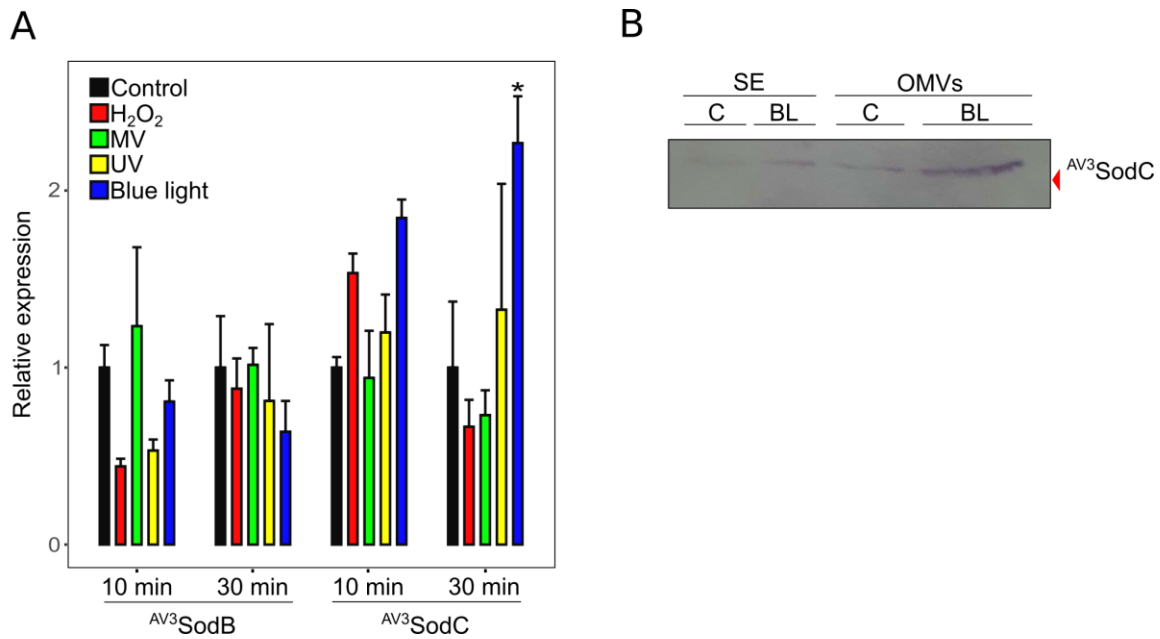 A
Control
H₂O₂
MV
UV
Blue light
*
2
1
0
Relative expression
10 min 30 min 10 min 30 min
AV3SodB AV3SodC
B
SE OMVs
C BL C BL
AV3SodC